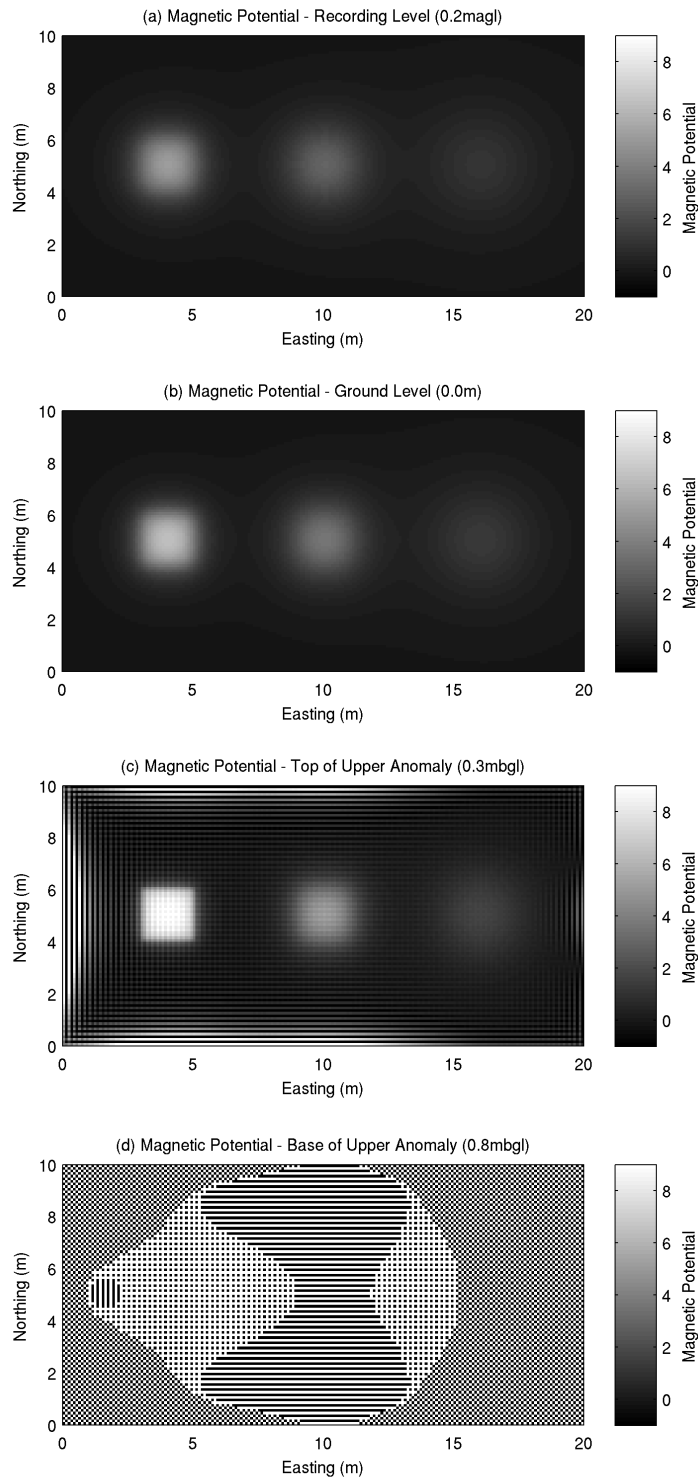 (a) Magnetic Potential - Recording Level (0.2magl)
10
8
6
4
2
0
Northing (m)
0 5 10 15 20
Easting (m)
8
6
4
2
0
Magnetic Potential
(b) Magnetic Potential - Ground Level (0.0m)
10
8
6
4
2
0
Northing (m)
0 5 10 15 20
Easting (m)
8
6
4
2
0
Magnetic Potential
(c) Magnetic Potential - Top of Upper Anomaly (0.3mbgl)
10
8
6
4
2
0
Northing (m)
0 5 10 15 20
Easting (m)
8
6
4
2
0
Magnetic Potential
(d) Magnetic Potential - Base of Upper Anomaly (0.8mbgl)
10
8
6
4
2
0
Northing (m)
0 5 10 15 20
Easting (m)
8
6
4
2
0
Magnetic Potential